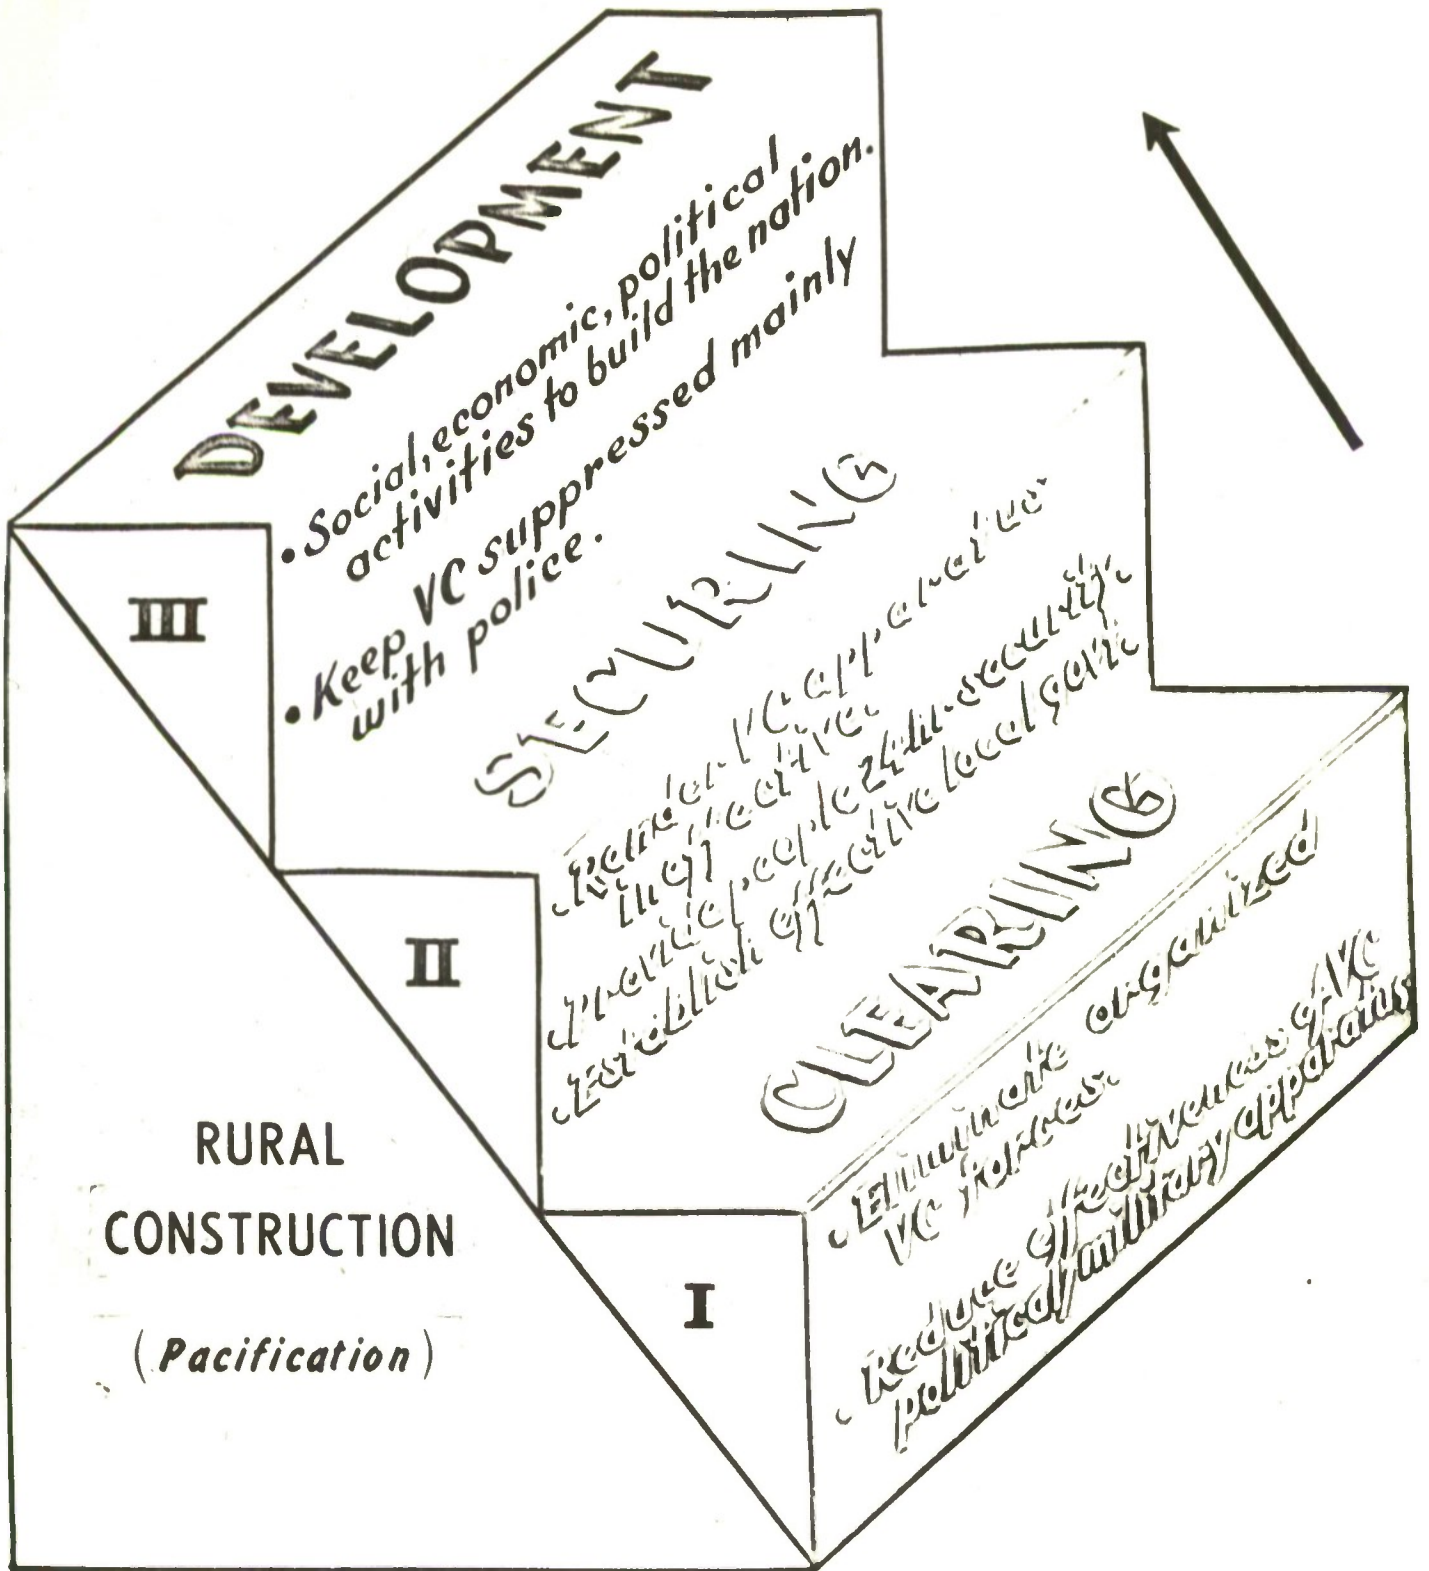 DEVELOPMENT
• Social, economic, political
activities to build the nation.
• Keep VC suppressed mainly
with police.
III
SECURING
• Render VC apparatus
ineffective.
• Provide people 24-hr security.
• Establish effective local govt.
II
CLEARING
• Eliminate organized
VC forces.
• Reduce effectiveness of VC
political/military apparatus
I
RURAL
CONSTRUCTION
(Pacification)